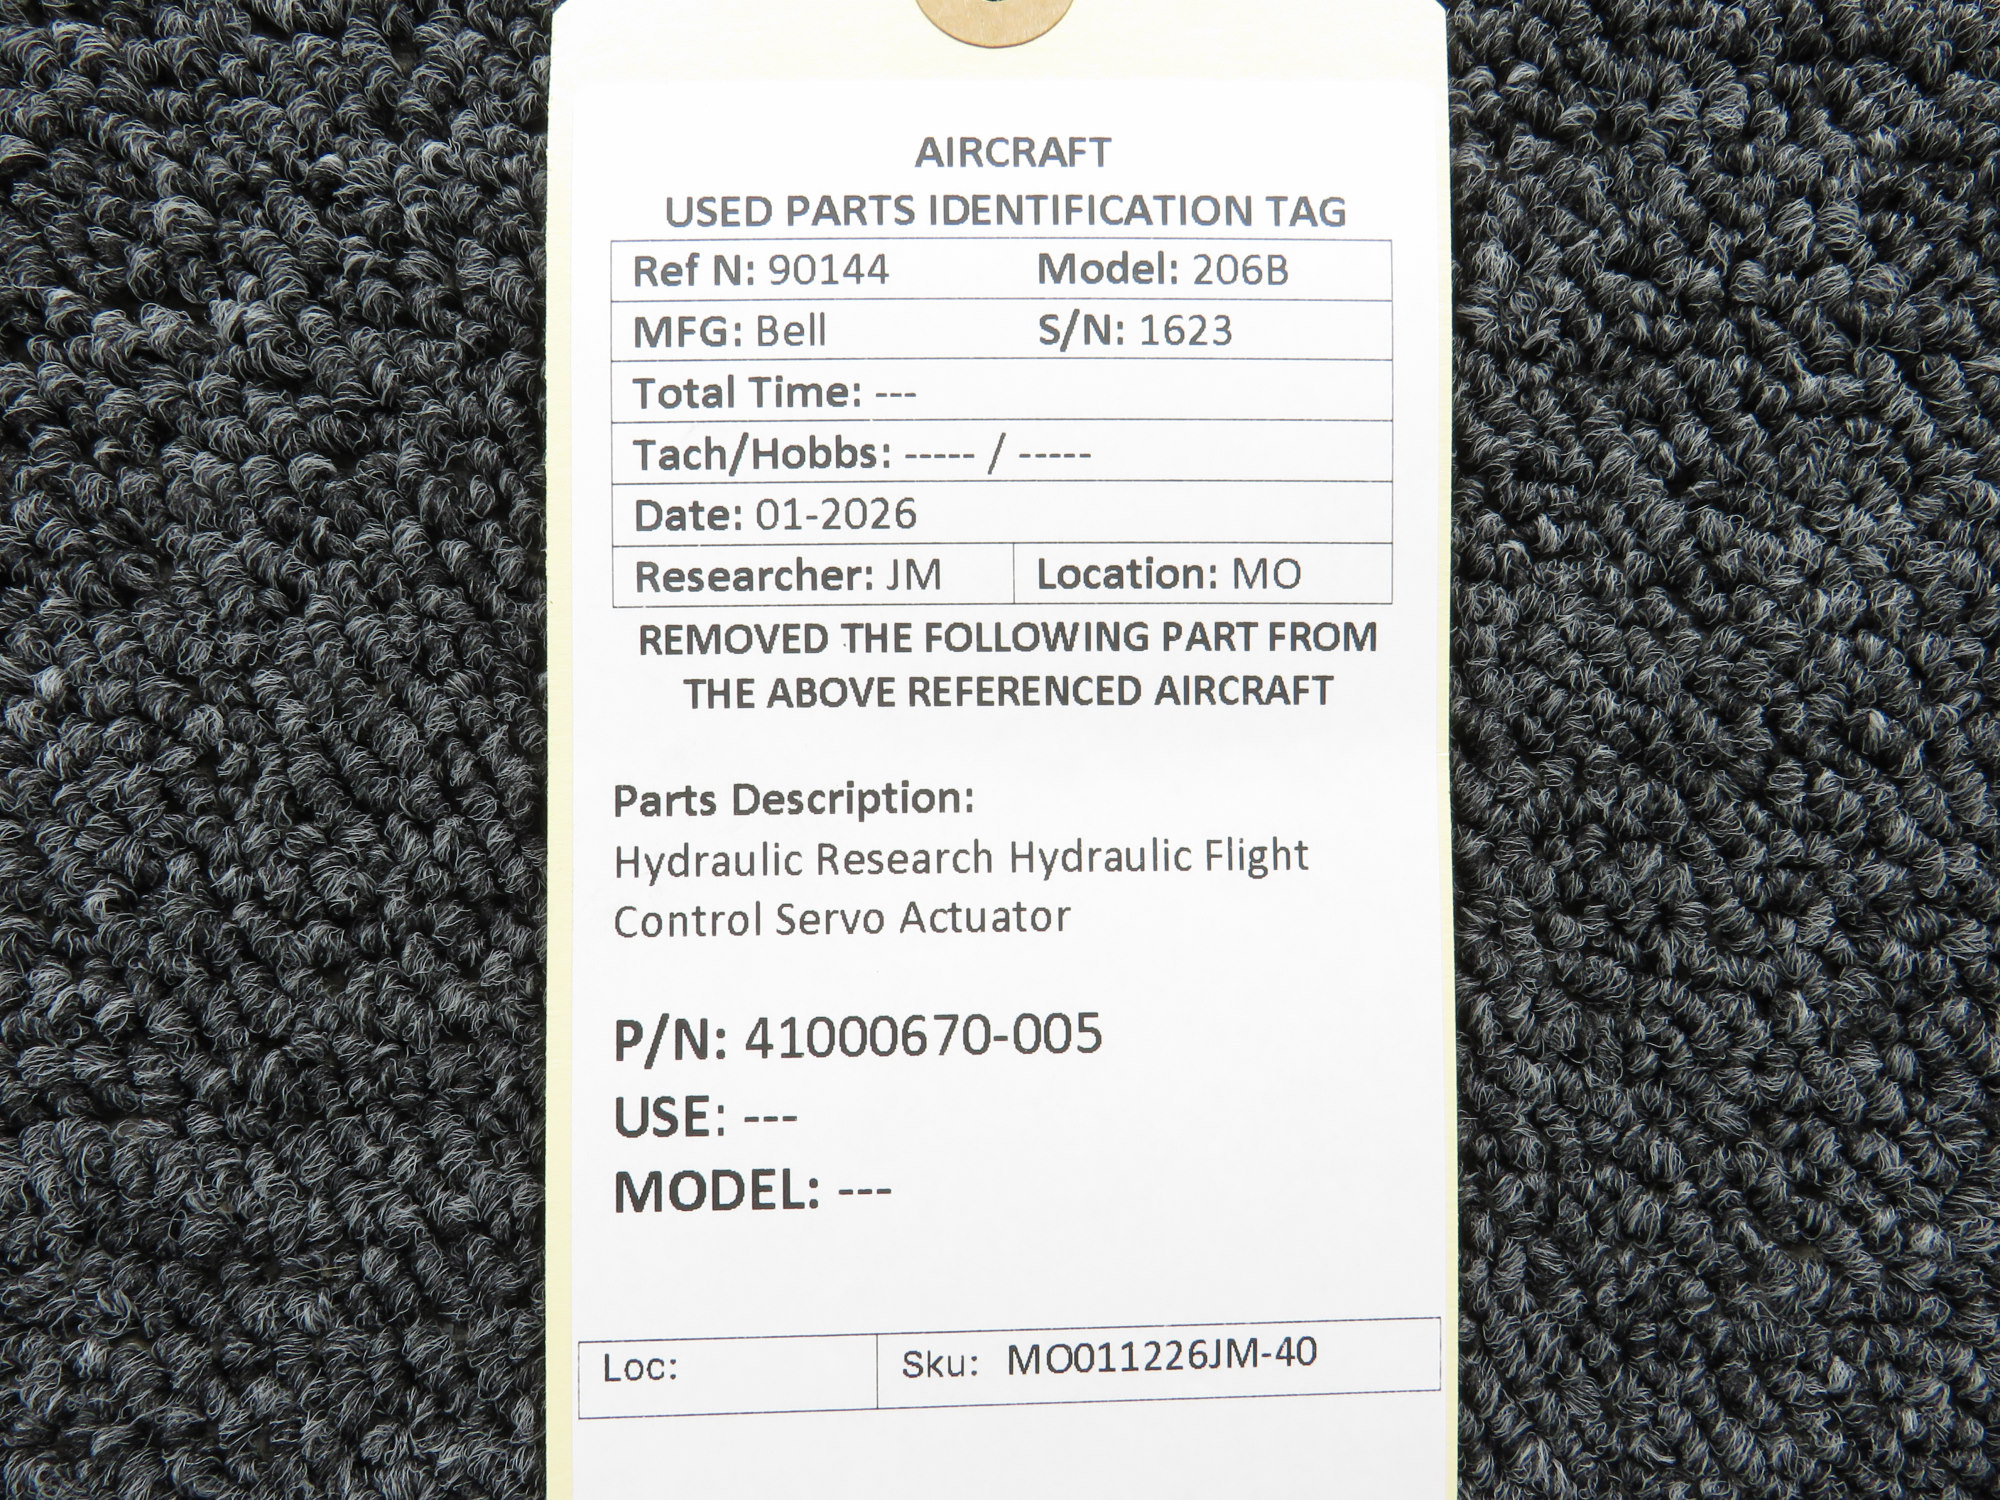 AIRCRAFT
USED PARTS IDENTIFICATION TAG
Ref N: 90144 Model: 206B
MFG: Bell S/N: 1623
Total Time: ---
Tach/Hobbs: ----- / -----
Date: 01-2026
Researcher: JM Location: MO
REMOVED THE FOLLOWING PART FROM
THE ABOVE REFERENCED AIRCRAFT
Parts Description:
Hydraulic Research Hydraulic Flight
Control Servo Actuator
P/N: 41000670-005
USE: ---
MODEL: ---
Loc: Sku: MO011226JM-40